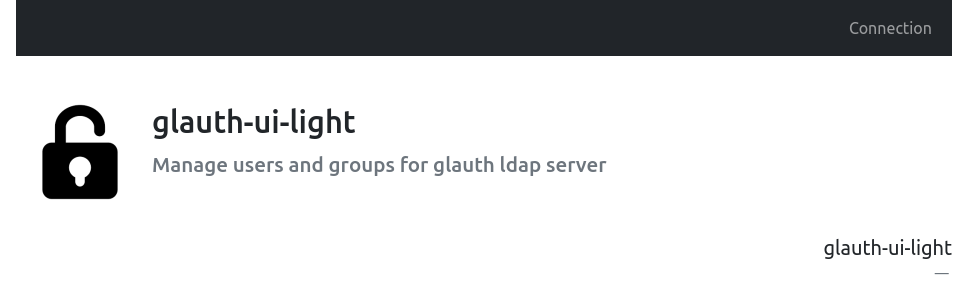 Connection
glauth-ui-light
Manage users and groups for glauth ldap server
glauth-ui-light
—